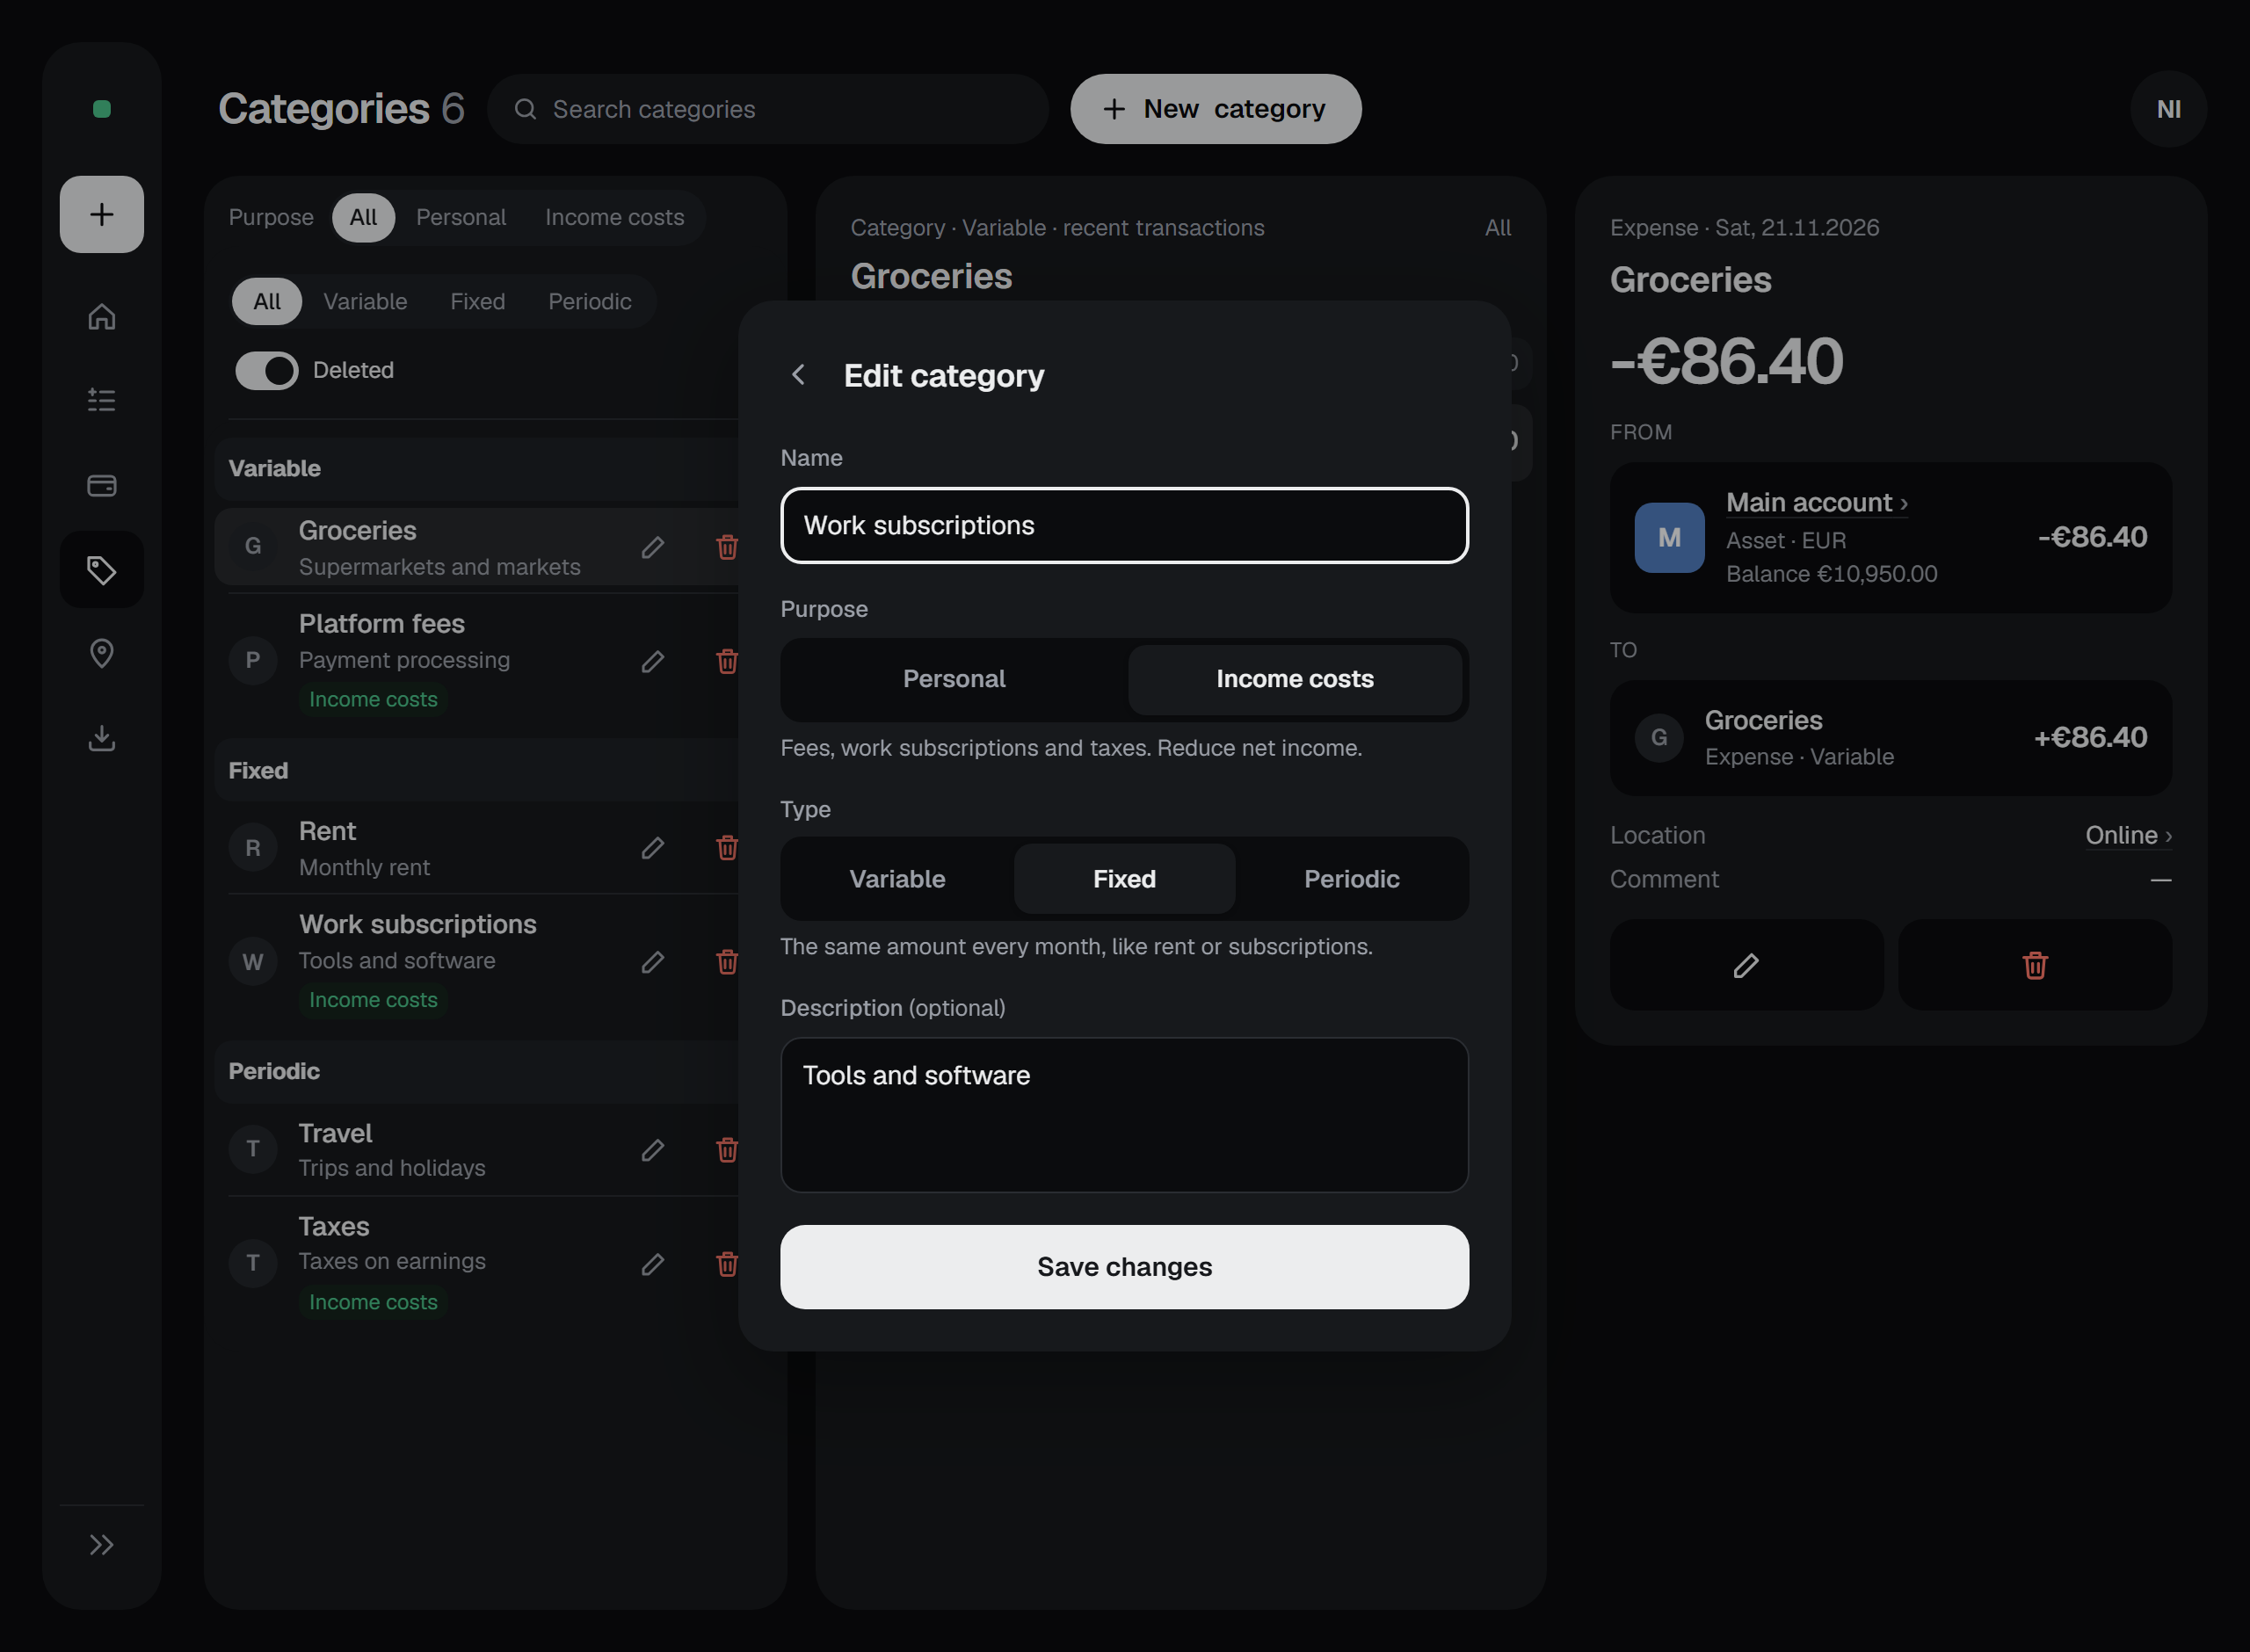 Categories 6
Search categories
New category
NI
Purpose All Personal Income costs
All Variable Fixed Periodic
Deleted
Variable
G
Groceries
Supermarkets and markets
P
Platform fees
Payment processing
Income costs
Fixed
R
Rent
Monthly rent
W
Work subscriptions
Tools and software
Income costs
Periodic
T
Travel
Trips and holidays
T
Taxes
Taxes on earnings
Income costs
Category · Variable · recent transactions All
Groceries
Edit category
Name
Work subscriptions
Purpose
Personal Income costs
Fees, work subscriptions and taxes. Reduce net income.
Type
Variable Fixed Periodic
The same amount every month, like rent or subscriptions.
Description (optional)
Tools and software
Save changes
Expense · Sat, 21.11.2026
Groceries
-€86.40
FROM
M
Main account ›
Asset · EUR
Balance €10,950.00
-€86.40
TO
G
Groceries
Expense · Variable
+€86.40
Location Online ›
Comment —